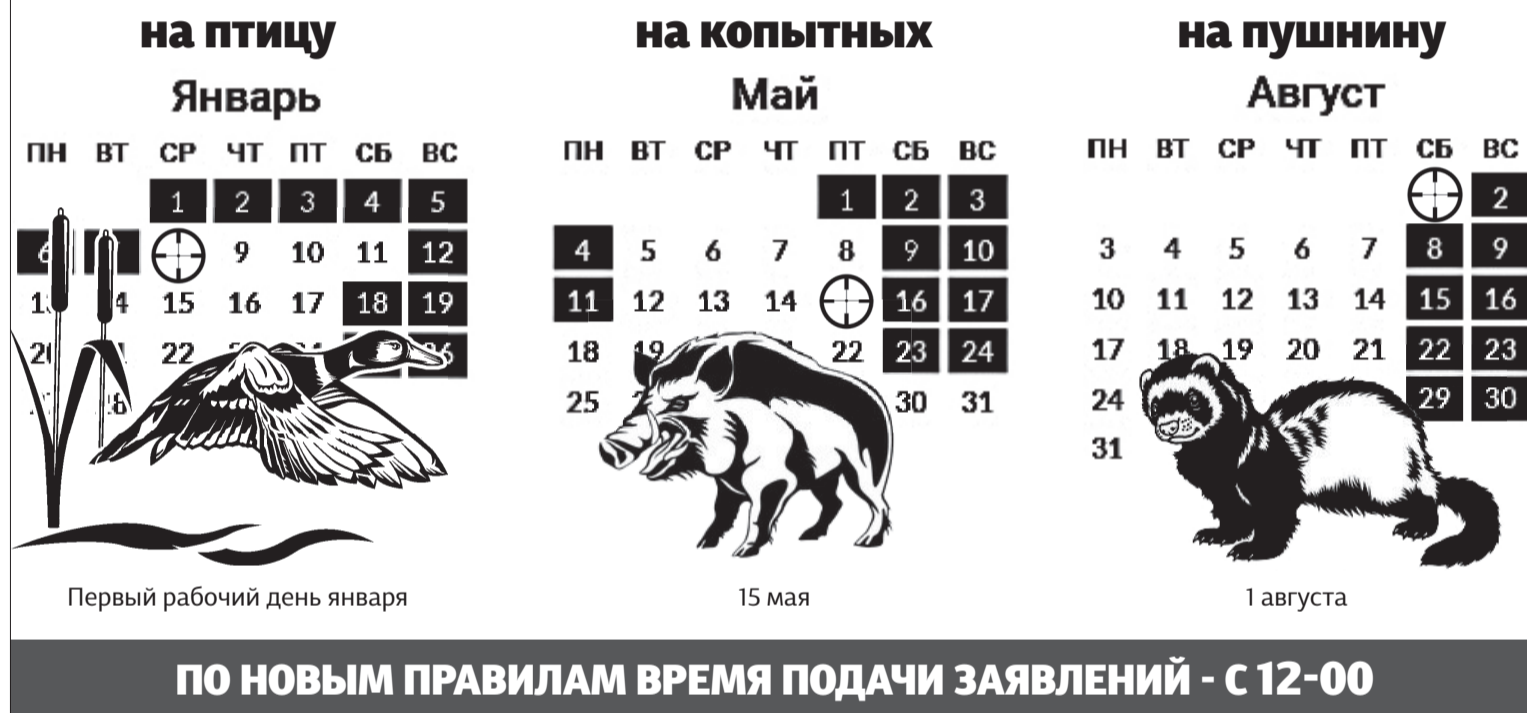 на птицу
Январь
ПН ВТ СР ЧТ ПТ СБ ВС
1 2 3 4 5
9 10 11 12
15 16 17 18 19
22
на копытных
Май
ПН ВТ СР ЧТ ПТ СБ ВС
1 2 3
4 5 6 7 8 9 10
11 12 13 14 16 17
18 19 22 23 24
25 30 31
на пушнину
Август
ПН ВТ СР ЧТ ПТ СБ ВС
2
3 4 5 6 7 8 9
10 11 12 13 14 15 16
17 18 19 20 21 22 23
24 29 30
31
Первый рабочий день января
15 мая
1 августа
ПО НОВЫМ ПРАВИЛАМ ВРЕМЯ ПОДАЧИ ЗАЯВЛЕНИЙ - С 12-00